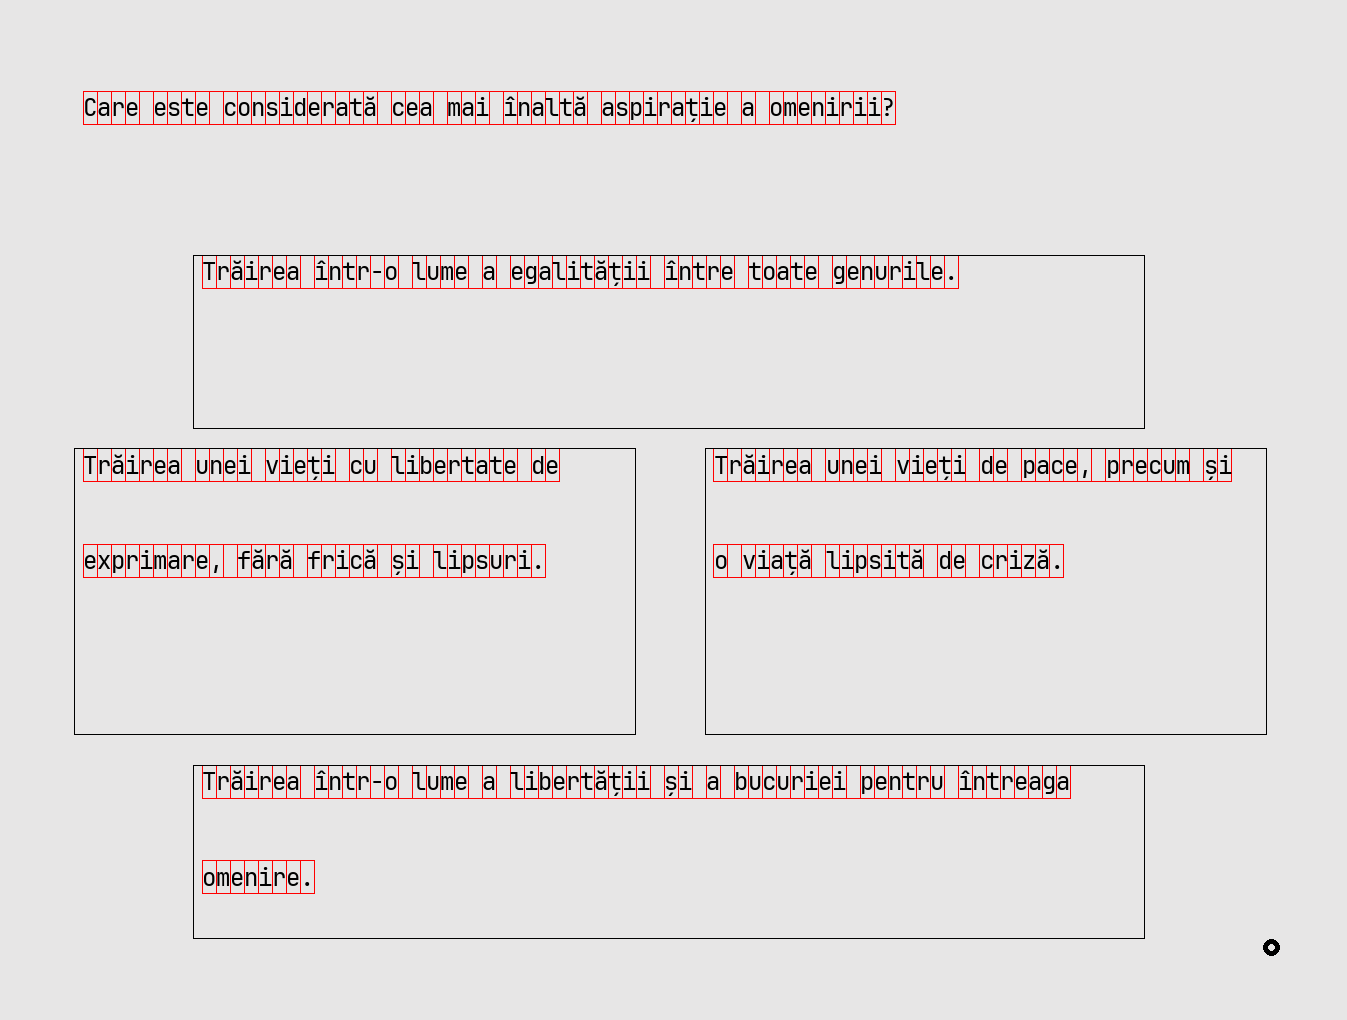 Care este considerată cea mai înaltă aspirație a omenirii?
Trăirea într-o lume a egalității între toate genurile.
Trăirea unei vieți cu libertate de
exprimare, fără frică și lipsuri.
Trăirea unei vieți de pace, precum și
o viață lipsită de criză.
Trăirea într-o lume a libertății și a bucuriei pentru întreaga
omenire.